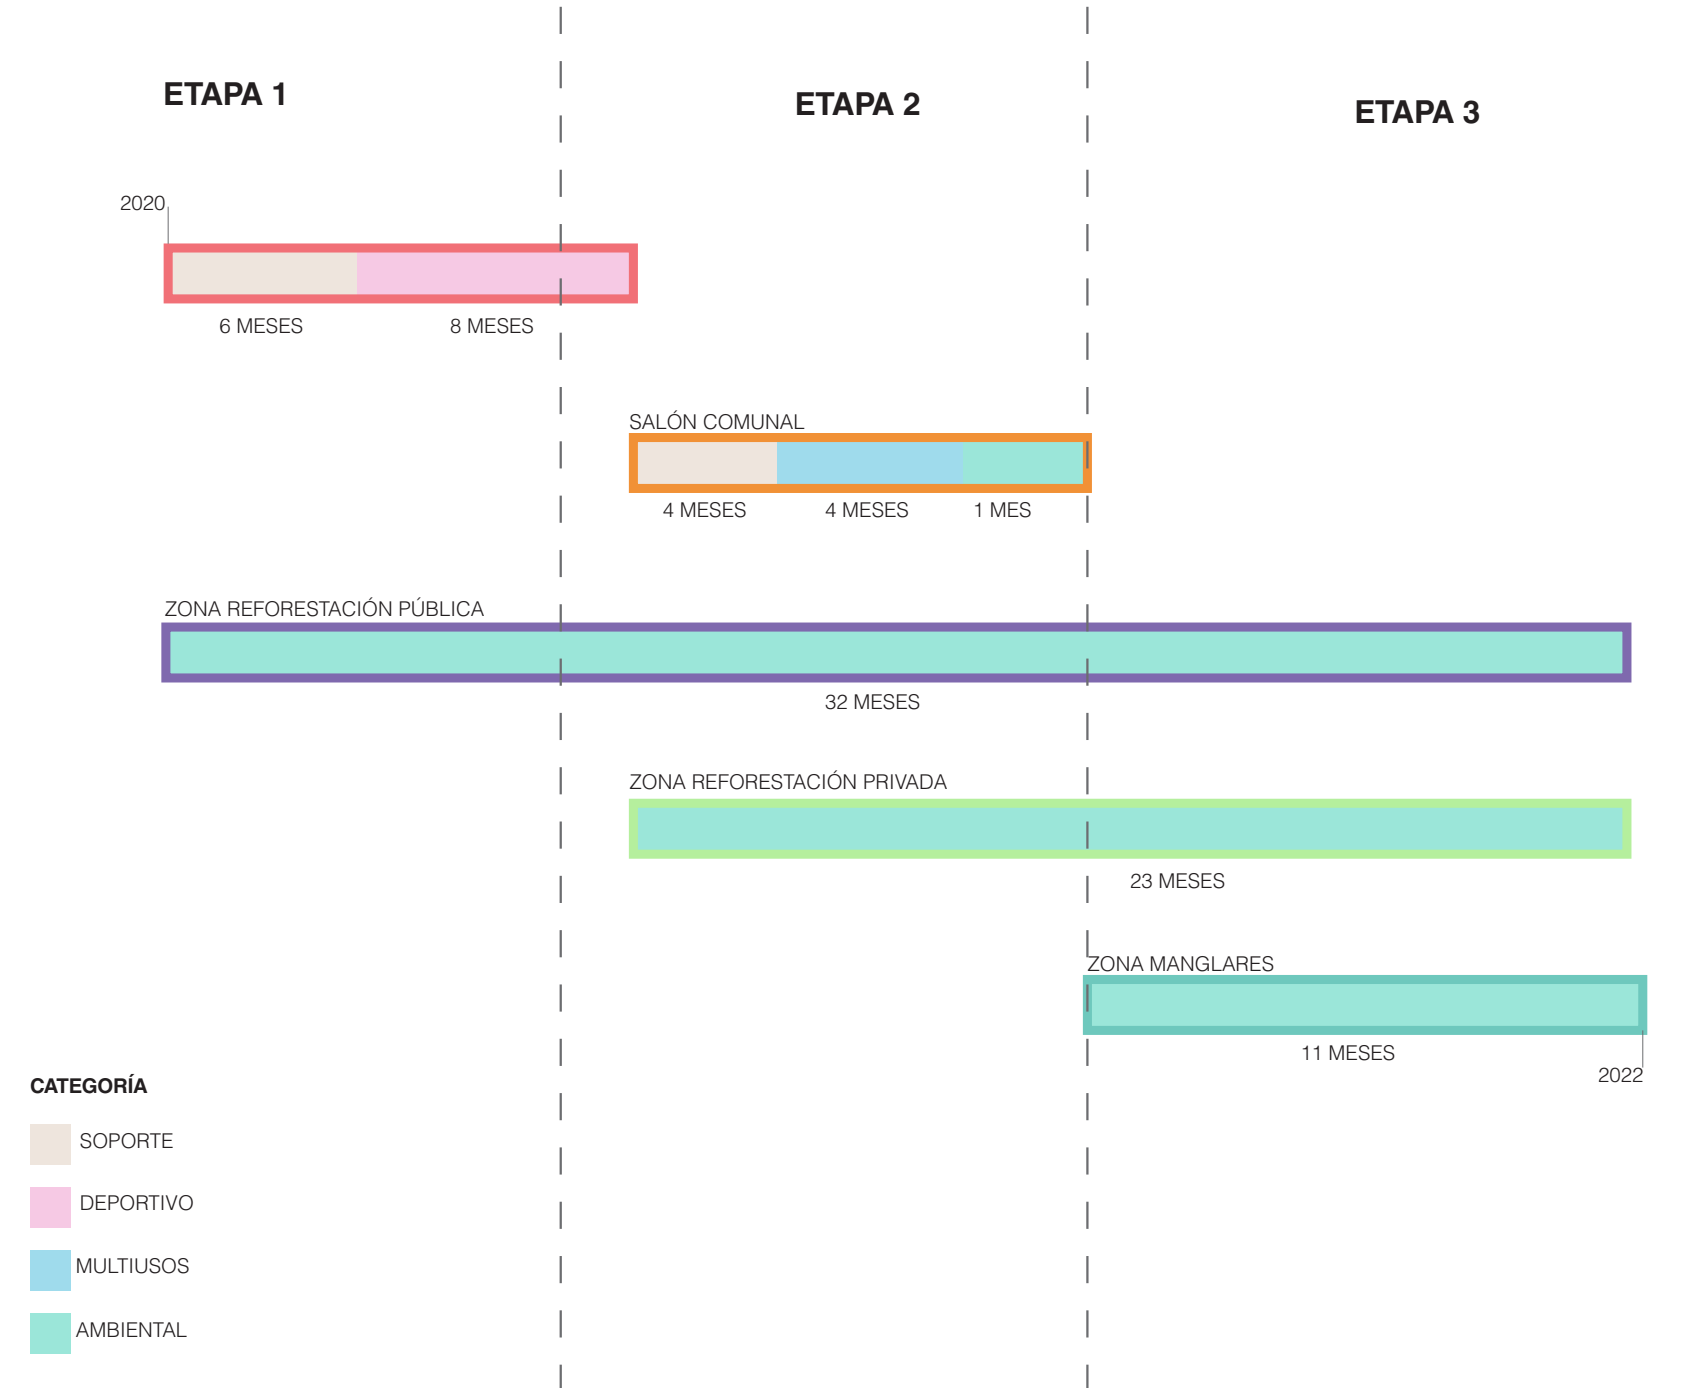 ETAPA 1
ETAPA 2
ETAPA 3
2020
6 MESES
8 MESES
SALÓN COMUNAL
4 MESES
4 MESES
1 MES
ZONA REFORESTACIÓN PÚBLICA
32 MESES
ZONA REFORESTACIÓN PRIVADA
23 MESES
ZONA MANGLARES
11 MESES
2022
CATEGORÍA
SOPORTE
DEPORTIVO
MULTIUSOS
AMBIENTAL